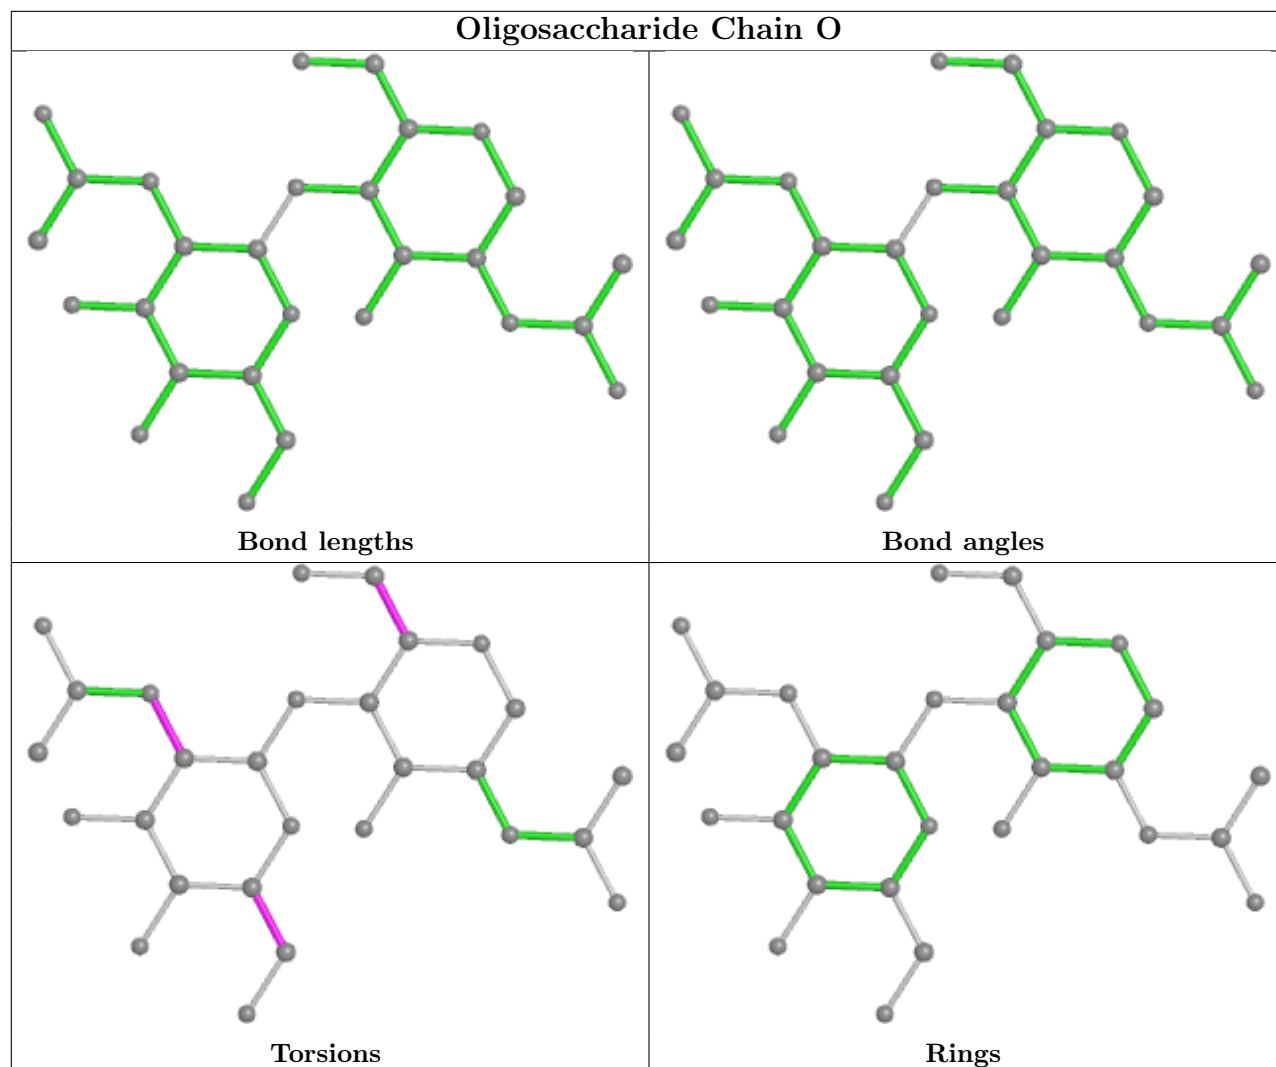 Oligosaccharide Chain O
Bond lengths
Bond angles
Torsions
Rings